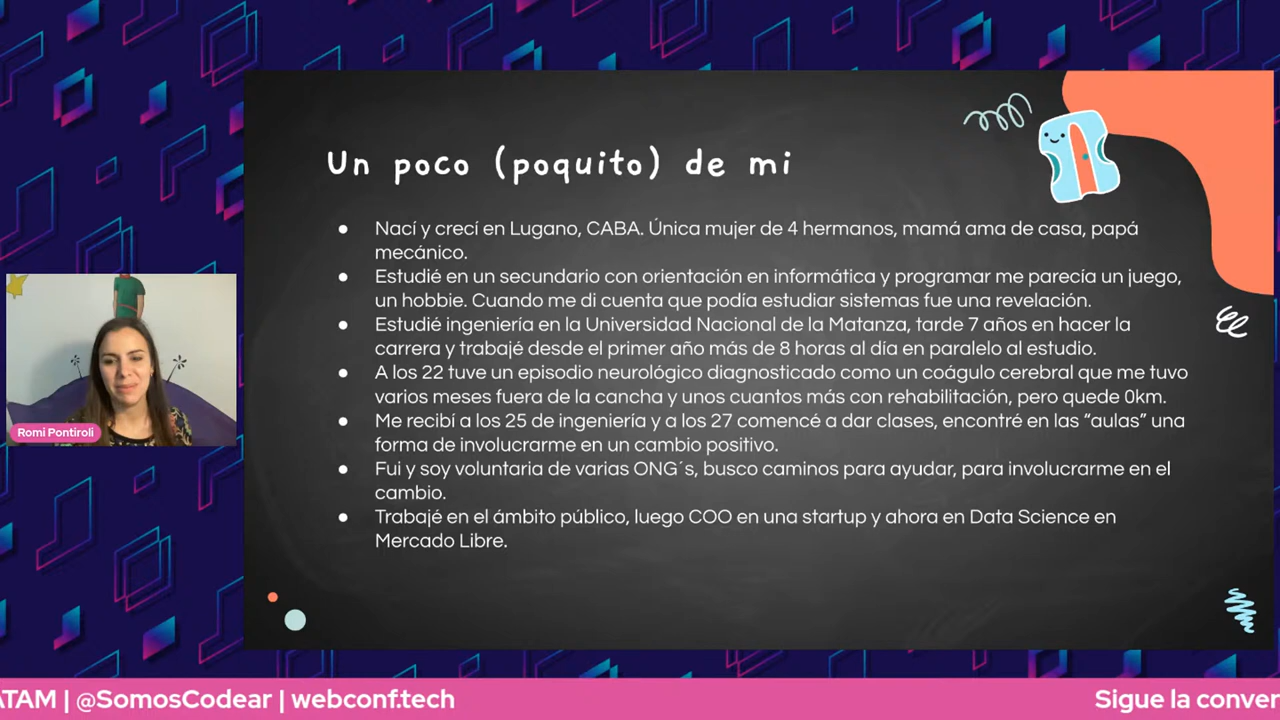 Un poco (poquito) de mi
● Nací y crecí en Lugano, CABA. Única mujer de 4 hermanos, mamá ama de casa, papá
mecánico.
● Estudié en un secundario con orientación en informática y programar me parecía un juego,
un hobbie. Cuando me di cuenta que podía estudiar sistemas fue una revelación.
● Estudié ingeniería en la Universidad Nacional de la Matanza, tarde 7 años en hacer la
carrera y trabajé desde el primer año más de 8 horas al día en paralelo al estudio.
● A los 22 tuve un episodio neurológico diagnosticado como un coágulo cerebral que me tuvo
varios meses fuera de la cancha y unos cuantos más con rehabilitación, pero quede 0km.
● Me recibí a los 25 de ingeniería y a los 27 comencé a dar clases, encontré en las “aulas” una
forma de involucrarme en un cambio positivo.
● Fui y soy voluntaria de varias ONG´s, busco caminos para ayudar, para involucrarme en el
cambio.
● Trabajé en el ámbito público, luego COO en una startup y ahora en Data Science en
Mercado Libre.
Romi Pontiroli
ATAM | @SomosCodear | webconf.tech
Sigue la conver